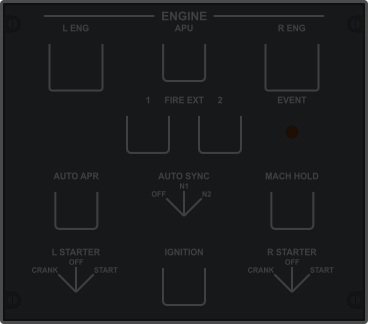 ENGINE
L ENG APU R ENG
1 FIRE EXT 2 EVENT
AUTO APR AUTO SYNC MACH HOLD
N1
OFF N2
L STARTER IGNITION R STARTER
OFF OFF
CRANK START CRANK START